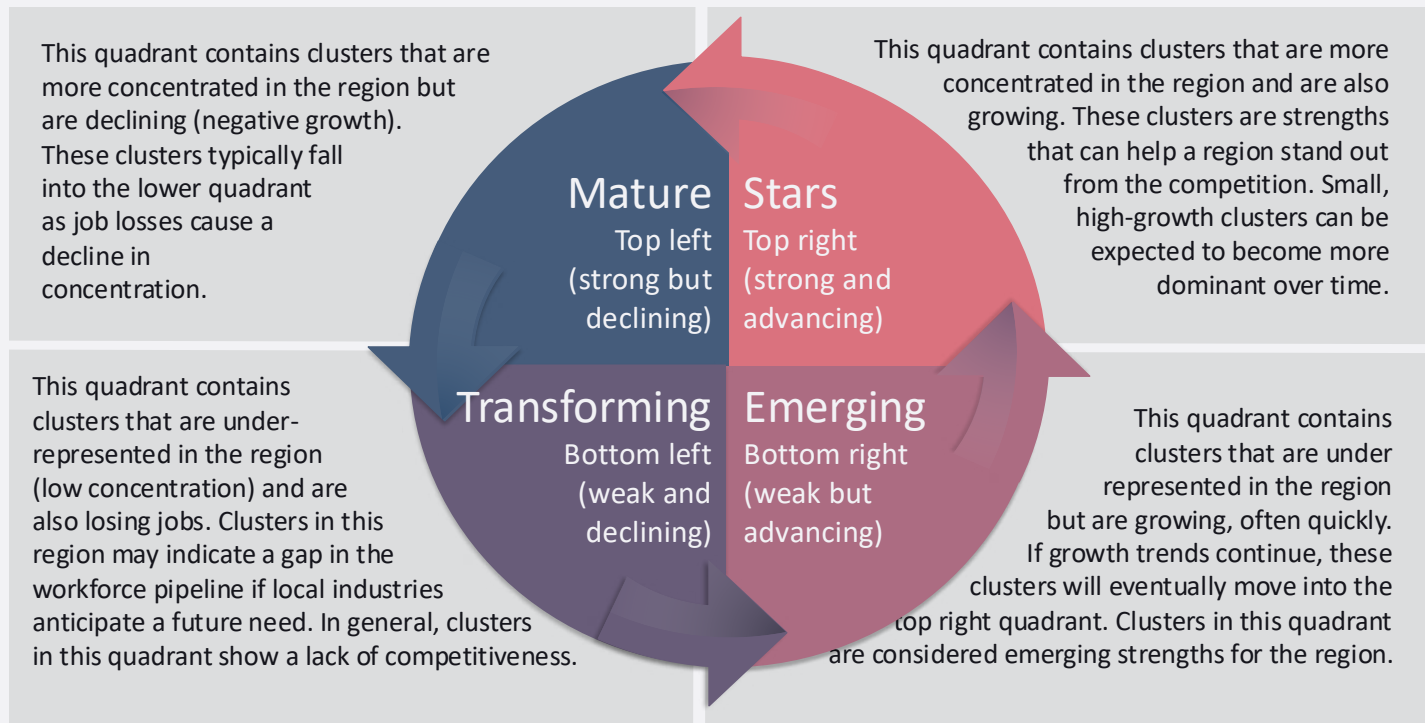 This quadrant contains clusters that are
more concentrated in the region but
are declining (negative growth).
These clusters typically fall
into the lower quadrant
as job losses cause a
decline in
concentration.
This quadrant contains clusters that are more
concentrated in the region and are also
growing. These clusters are strengths
that can help a region stand out
from the competition. Small,
high-growth clusters can be
expected to become more
dominant over time.
Mature
Top left
(strong but
declining)
Stars
Top right
(strong and
advancing)
Transforming
Bottom left
(weak and
declining)
Emerging
Bottom right
(weak but
advancing)
This quadrant contains
clusters that are under-
represented in the region
(low concentration) and are
also losing jobs. Clusters in this
region may indicate a gap in the
workforce pipeline if local industries
anticipate a future need. In general, clusters
in this quadrant show a lack of competitiveness.
This quadrant contains
clusters that are under
represented in the region
but are growing, often quickly.
If growth trends continue, these
clusters will eventually move into the
top right quadrant. Clusters in this quadrant
are considered emerging strengths for the region.